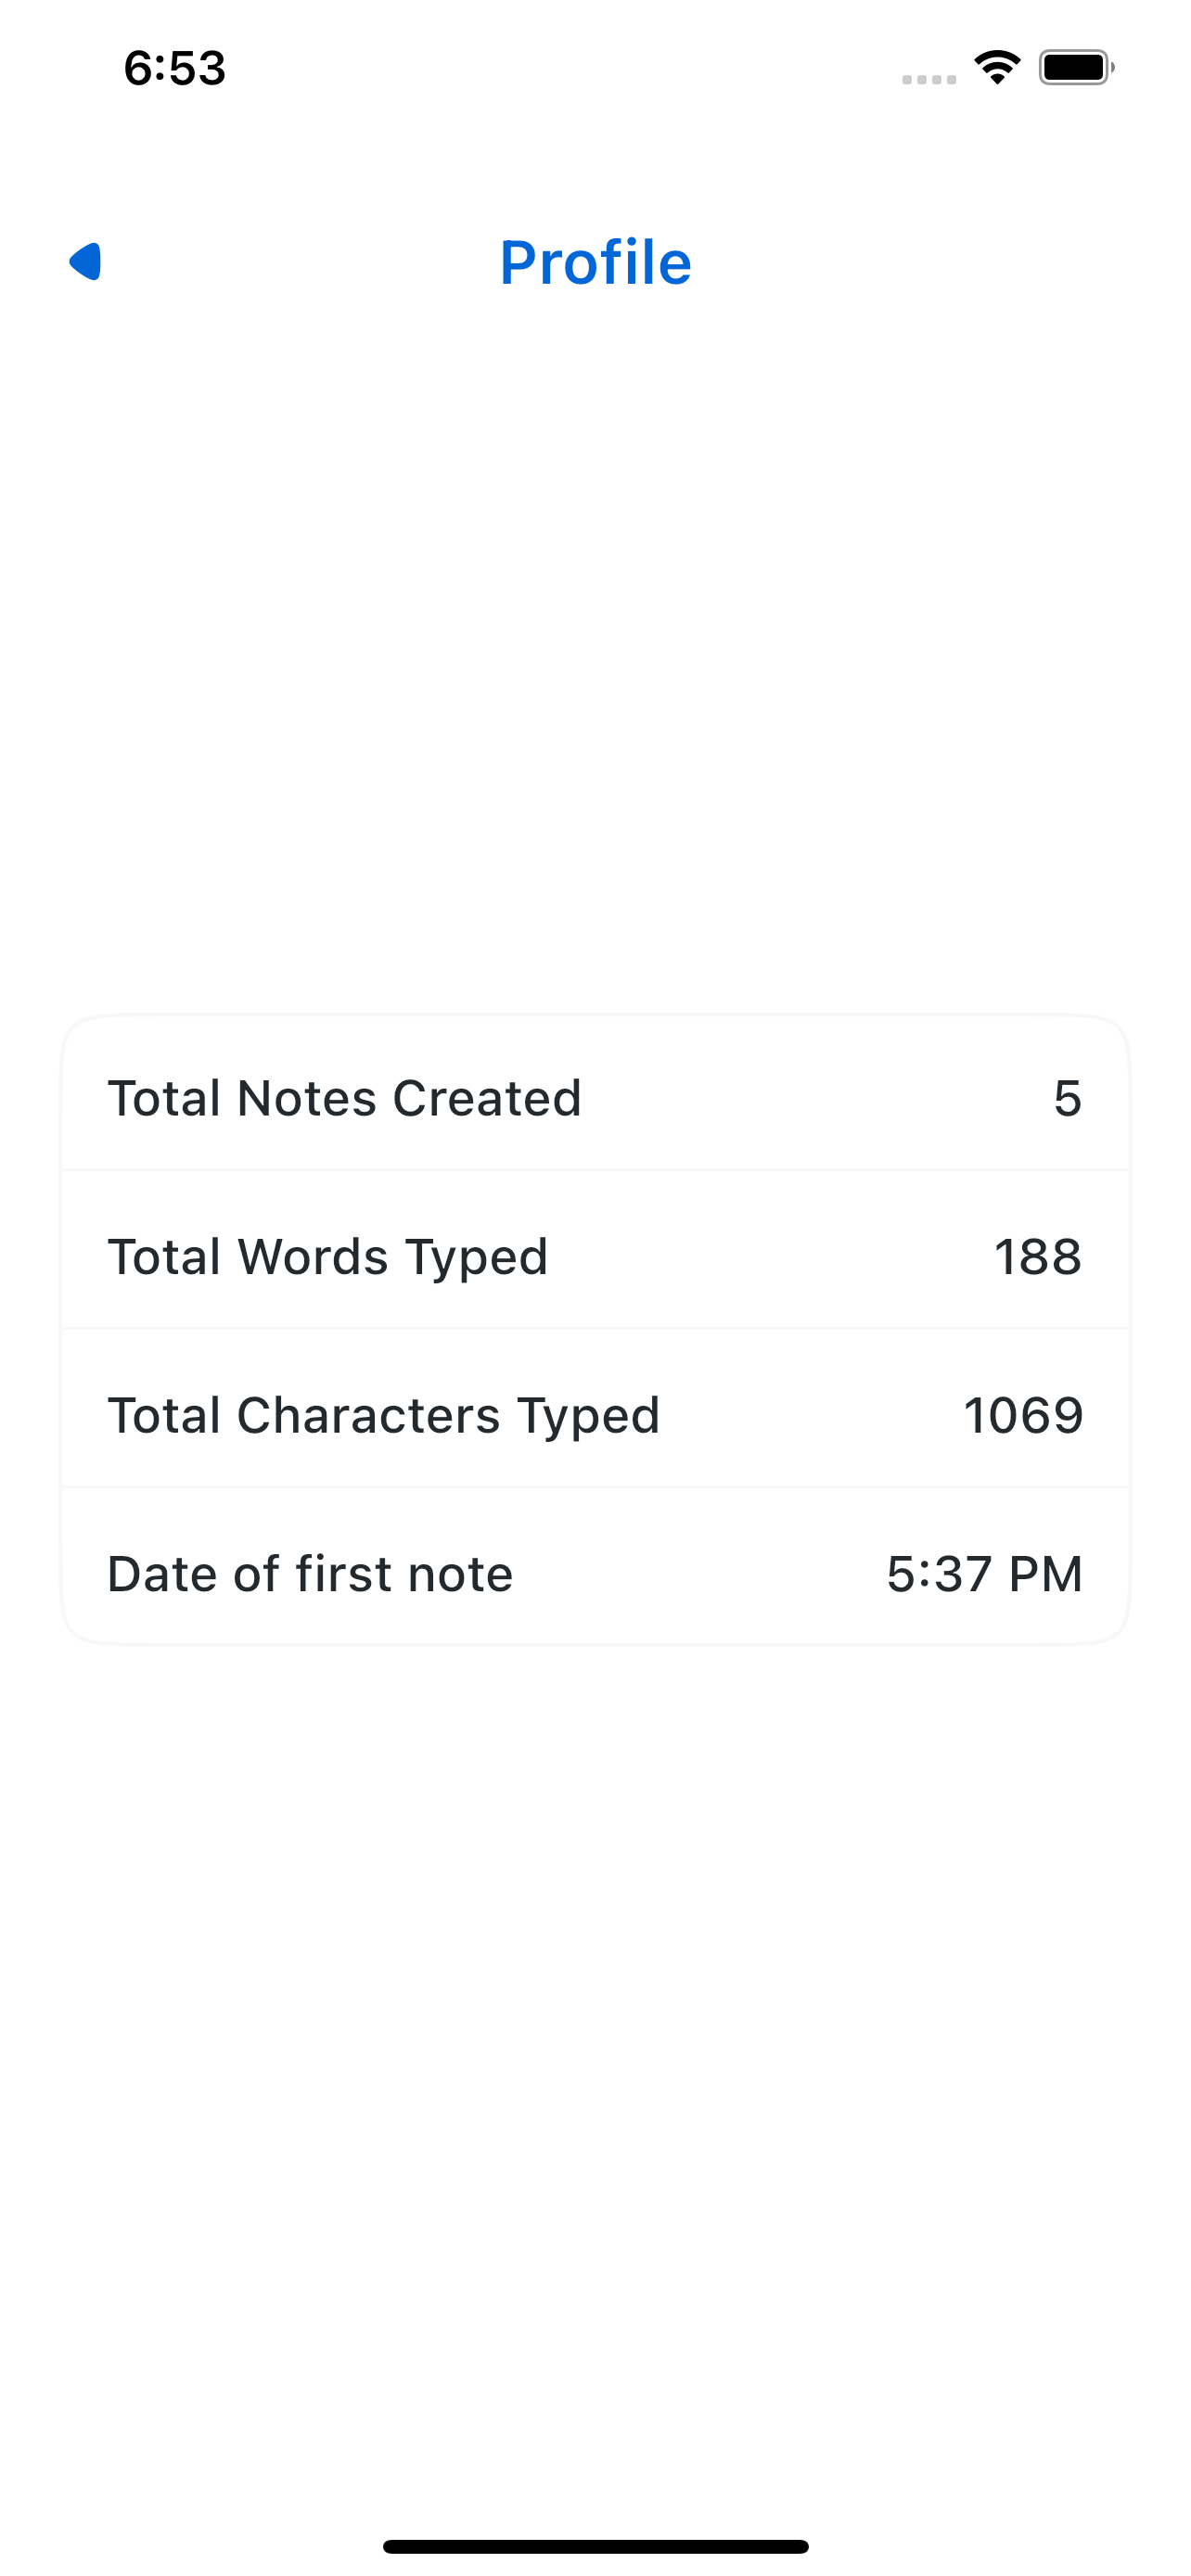 6:53
Profile
Total Notes Created 5
Total Words Typed 188
Total Characters Typed 1069
Date of first note 5:37 PM